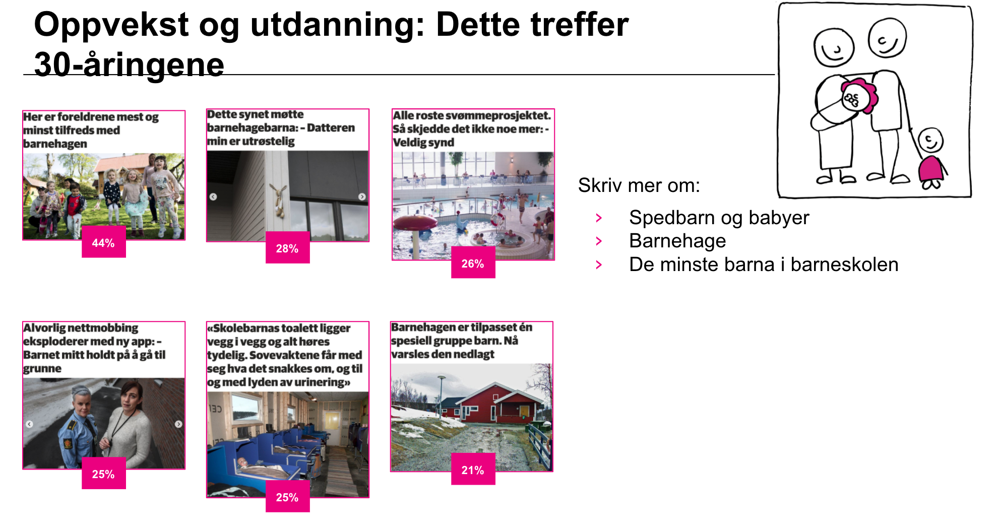 Oppvekst og utdanning: Dette treffer
30-åringene
Her er foreldrene mest og
minst tilfreds med
barnehagen
44%
Dette synet møtte
barnehagebarna: – Datteren
min er utrøstelig
28%
Alle roste svømmeprosjektet.
Så skjedde det ikke noe mer: -
Veldig synd
26%
Skriv mer om:
Spedbarn og babyer
Barnehage
De minste barna i barneskolen
Alvorlig nettmobbing
eksploderer med ny app: –
Barnet mitt holdt på å gå til
grunne
25%
«Skolebarnas toalett ligger
vegg i vegg og alt høres
tydelig. Sovevaktene får med
seg hva det snakkes om, og til
og med lyden av urinering»
25%
Barnehagen er tilpasset én
spesiell gruppe barn. Nå
varsles den nedlagt
21%